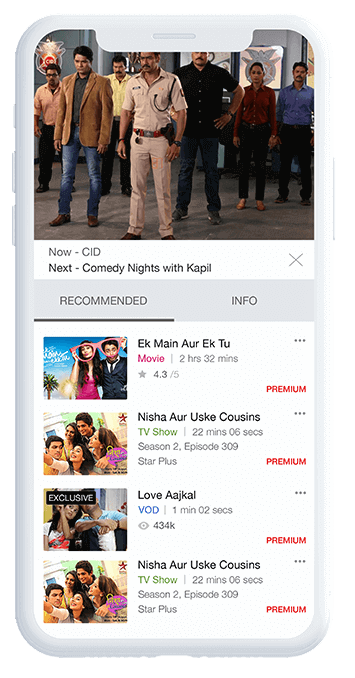 CID
Now - CID
Next - Comedy Nights with Kapil
RECOMMENDED
INFO
Ek Main Aur Ek Tu
Movie | 2 hrs 32 mins
4.3 /5
PREMIUM
Nisha Aur Uske Cousins
TV Show | 22 mins 06 secs
Season 2, Episode 309
Star Plus
PREMIUM
EXCLUSIVE
Love Aajkal
VOD | 1 min 02 secs
434k
PREMIUM
Nisha Aur Uske Cousins
TV Show | 22 mins 06 secs
Season 2, Episode 309
Star Plus
PREMIUM